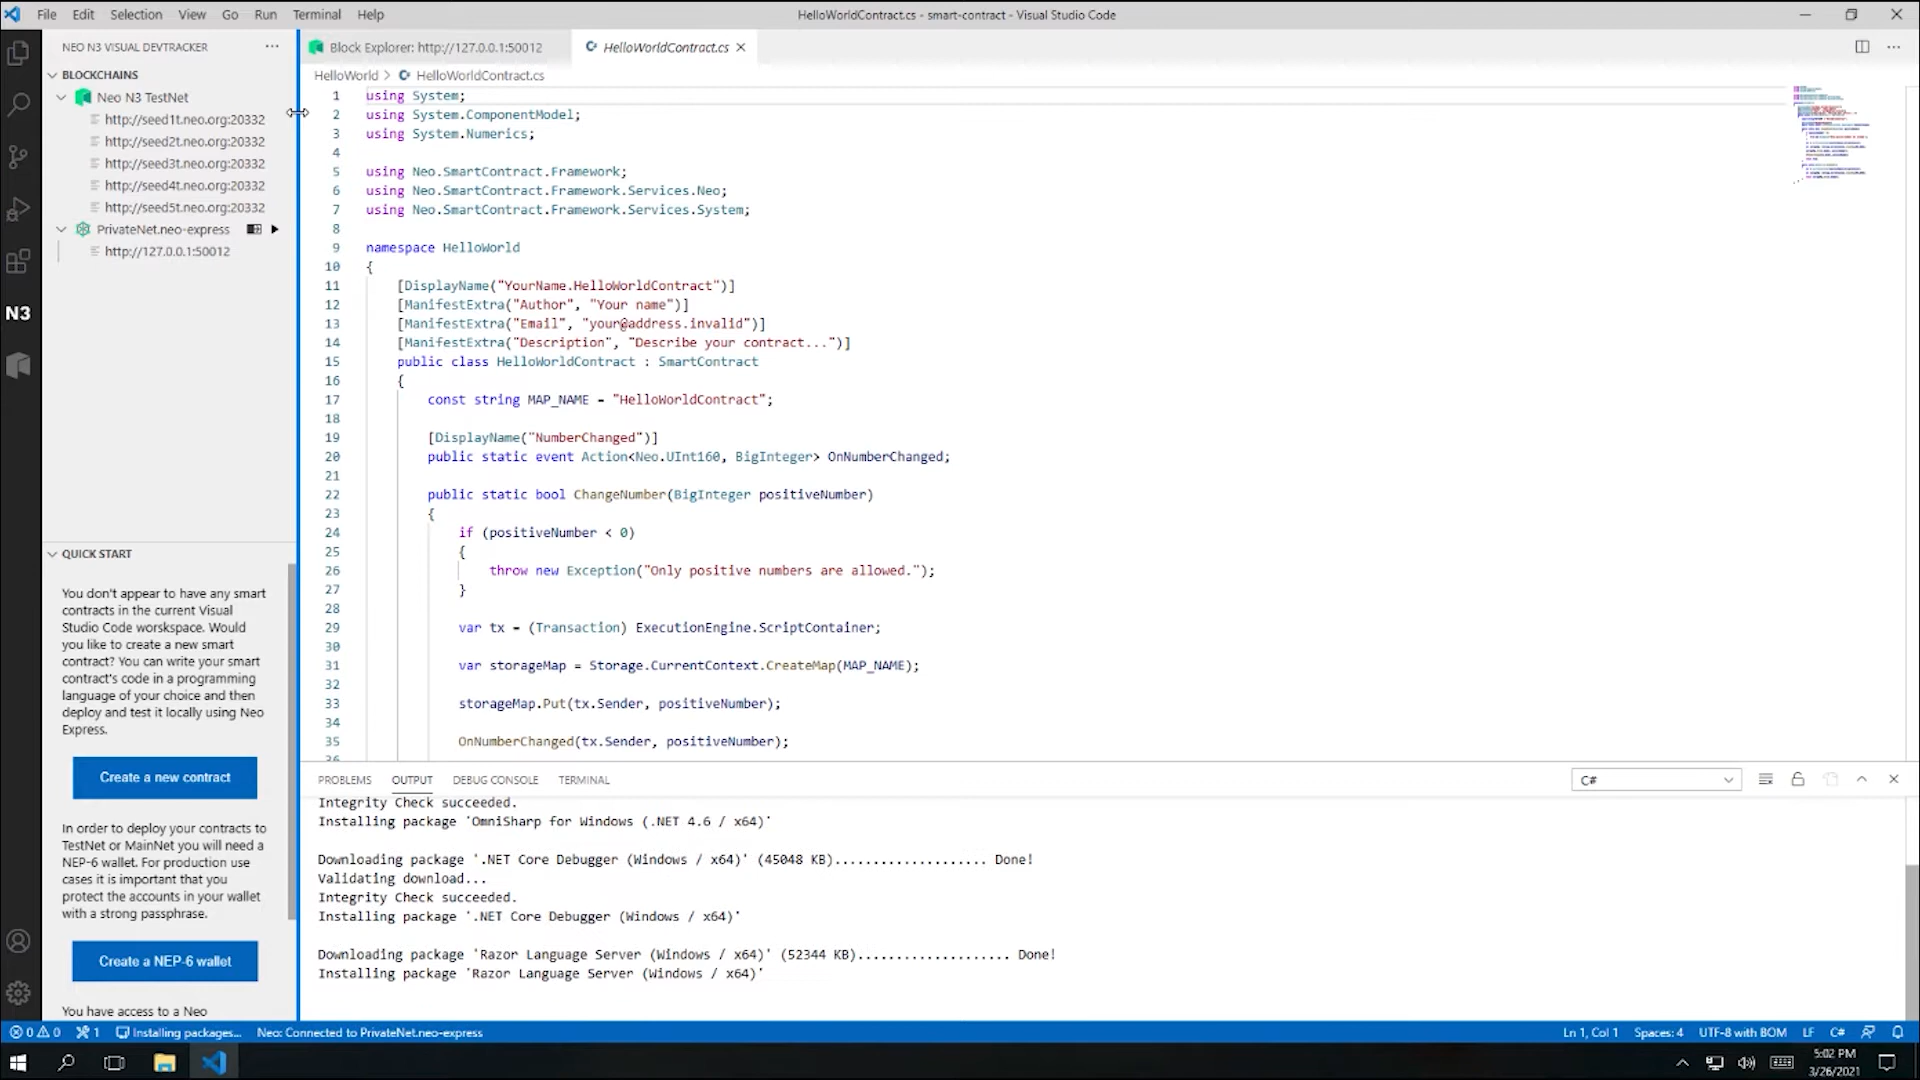 File Edit Selection View Go Run Terminal Help
HelloWorldContract.cs - smart-contract - Visual Studio Code
NEO N3 VISUAL DEVTRACKER
BLOCKCHAINS
Neo N3 TestNet
http://seed1t.neo.org:20332
http://seed2t.neo.org:20332
http://seed3t.neo.org:20332
http://seed4t.neo.org:20332
http://seed5t.neo.org:20332
PrivateNet.neo-express
http://127.0.0.1:50012
N3
QUICK START
You don't appear to have any smart
contracts in the current Visual
Studio Code worskspace. Would
you like to create a new smart
contract? You can write your smart
contract's code in a programming
language of your choice and then
deploy and test it locally using Neo
Express.
Create a new contract
In order to deploy your contracts to
TestNet or MainNet you will need a
NEP-6 wallet. For production use
cases it is important that you
protect the accounts in your wallet
with a strong passphrase.
Create a NEP-6 wallet
You have access to a Neo
Block Explorer: http://127.0.0.1:50012
HelloWorldContract.cs
HelloWorld > HelloWorldContract.cs
1 using System;
2 using System.ComponentModel;
3 using System.Numerics;
4
5 using Neo.SmartContract.Framework;
6 using Neo.SmartContract.Framework.Services.Neo;
7 using Neo.SmartContract.Framework.Services.System;
8
9 namespace HelloWorld
10 {
11 [DisplayName("YourName.HelloWorldContract")]
12 [ManifestExtra("Author", "Your name")]
13 [ManifestExtra("Email", "your@address.invalid")]
14 [ManifestExtra("Description", "Describe your contract...")]
15 public class HelloWorldContract : SmartContract
16 {
17 const string MAP_NAME = "HelloWorldContract";
18
19 [DisplayName("NumberChanged")]
20 public static event Action<Neo.UInt160, BigInteger> OnNumberChanged;
21
22 public static bool ChangeNumber(BigInteger positiveNumber)
23 {
24 if (positiveNumber < 0)
25 {
26 throw new Exception("Only positive numbers are allowed.");
27 }
28
29 var tx = (Transaction) ExecutionEngine.ScriptContainer;
30
31 var storageMap = Storage.CurrentContext.CreateMap(MAP_NAME);
32
33 storageMap.Put(tx.Sender, positiveNumber);
34
35 OnNumberChanged(tx.Sender, positiveNumber);
36
PROBLEMS OUTPUT DEBUG CONSOLE TERMINAL
C#
Integrity Check succeeded.
Installing package 'OmniSharp for Windows (.NET 4.6 / x64)'
Downloading package '.NET Core Debugger (Windows / x64)' (45048 KB).................... Done!
Validating download...
Integrity Check succeeded.
Installing package '.NET Core Debugger (Windows / x64)'
Downloading package 'Razor Language Server (Windows / x64)' (52344 KB).................... Done!
Installing package 'Razor Language Server (Windows / x64)'
0 0 1 Installing packages... Neo: Connected to PrivateNet.neo-express
Ln 1, Col 1 Spaces: 4 UTF-8 with BOM LF C#
5:02 PM
3/26/2021